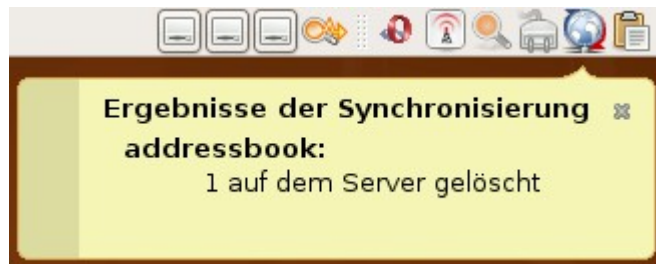 Ergebnisse der Synchronisierung
addressbook:
1 auf dem Server gelöscht